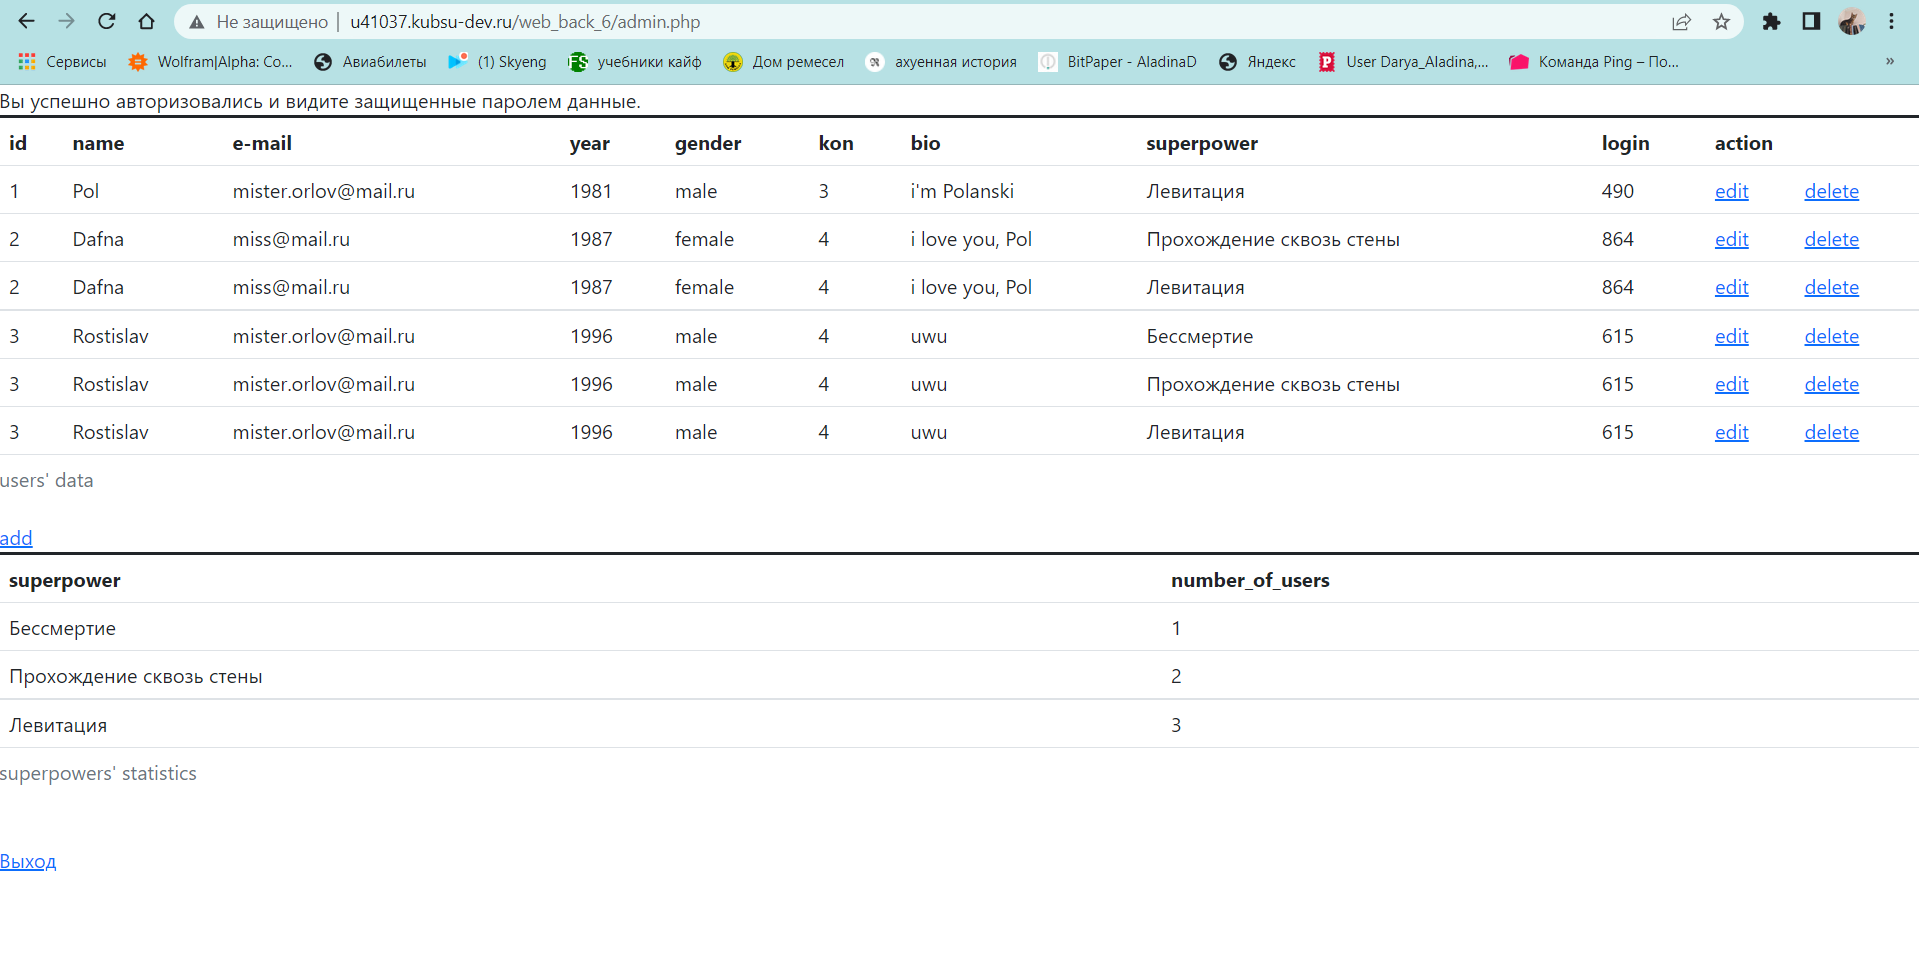 Не защищено | u41037.kubsu-dev.ru/web_back_6/admin.php
Сервисы Wolfram|Alpha: Co... Авиабилеты (1) Skyeng учебники кайф Дом ремесел ахуенная история BitPaper - AladinaD Яндекс User Darya_Aladina,... Команда Ping – По... »
Вы успешно авторизовались и видите защищенные паролем данные.
id name e-mail year gender kon bio superpower login action
1 Pol mister.orlov@mail.ru 1981 male 3 i'm Polanski Левитация 490 edit delete
2 Dafna miss@mail.ru 1987 female 4 i love you, Pol Прохождение сквозь стены 864 edit delete
2 Dafna miss@mail.ru 1987 female 4 i love you, Pol Левитация 864 edit delete
3 Rostislav mister.orlov@mail.ru 1996 male 4 uwu Бессмертие 615 edit delete
3 Rostislav mister.orlov@mail.ru 1996 male 4 uwu Прохождение сквозь стены 615 edit delete
3 Rostislav mister.orlov@mail.ru 1996 male 4 uwu Левитация 615 edit delete
users' data
add
superpower number_of_users
Бессмертие 1
Прохождение сквозь стены 2
Левитация 3
superpowers' statistics
Выход